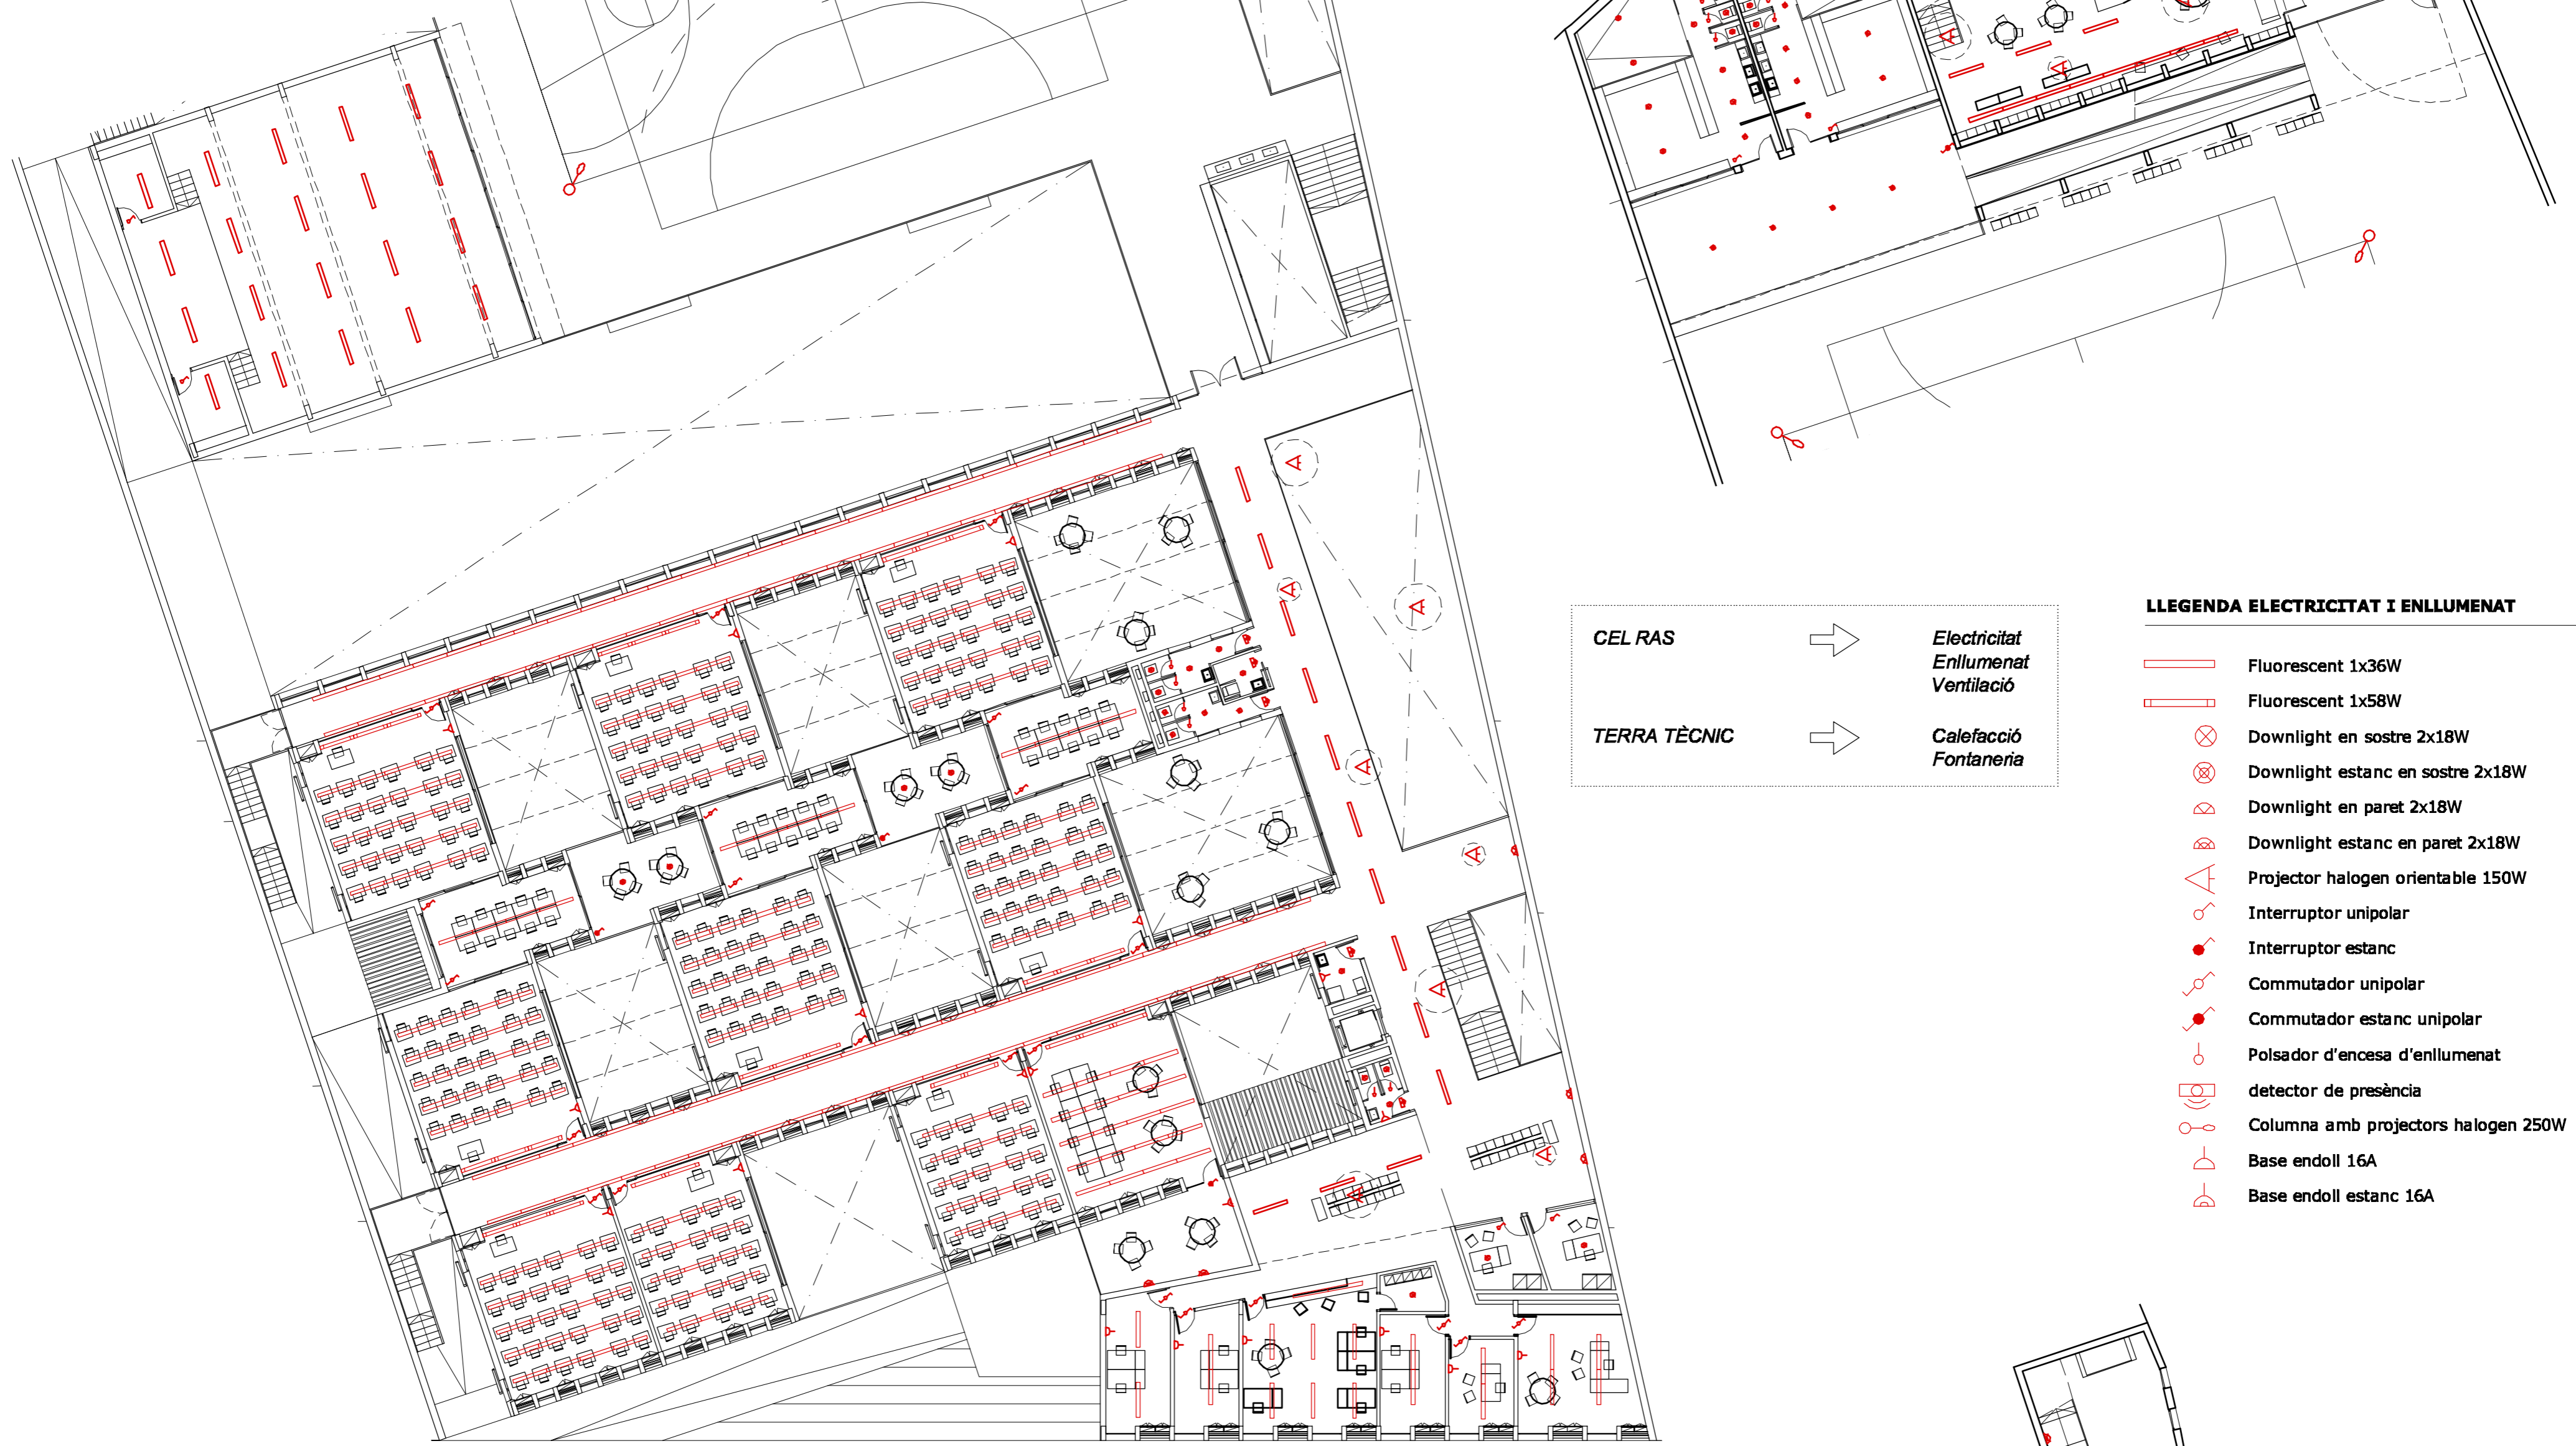 CEL RAS
Electricitat
Enllumenat
Ventilació
TERRA TÈCNIC
Calefacció
Fontaneria
LLEGENDA ELECTRICITAT I ENLLUMENAT
Fluorescent 1x36W
Fluorescent 1x58W
Downlight en sostre 2x18W
Downlight estanc en sostre 2x18W
Downlight en paret 2x18W
Downlight estanc en paret 2x18W
Projector halogen orientable 150W
Interruptor unipolar
Interruptor estanc
Commutador unipolar
Commutador estanc unipolar
Polsador d'encesa d'enllumenat
detector de presència
Columna amb projectors halogen 250W
Base endoll 16A
Base endoll estanc 16A